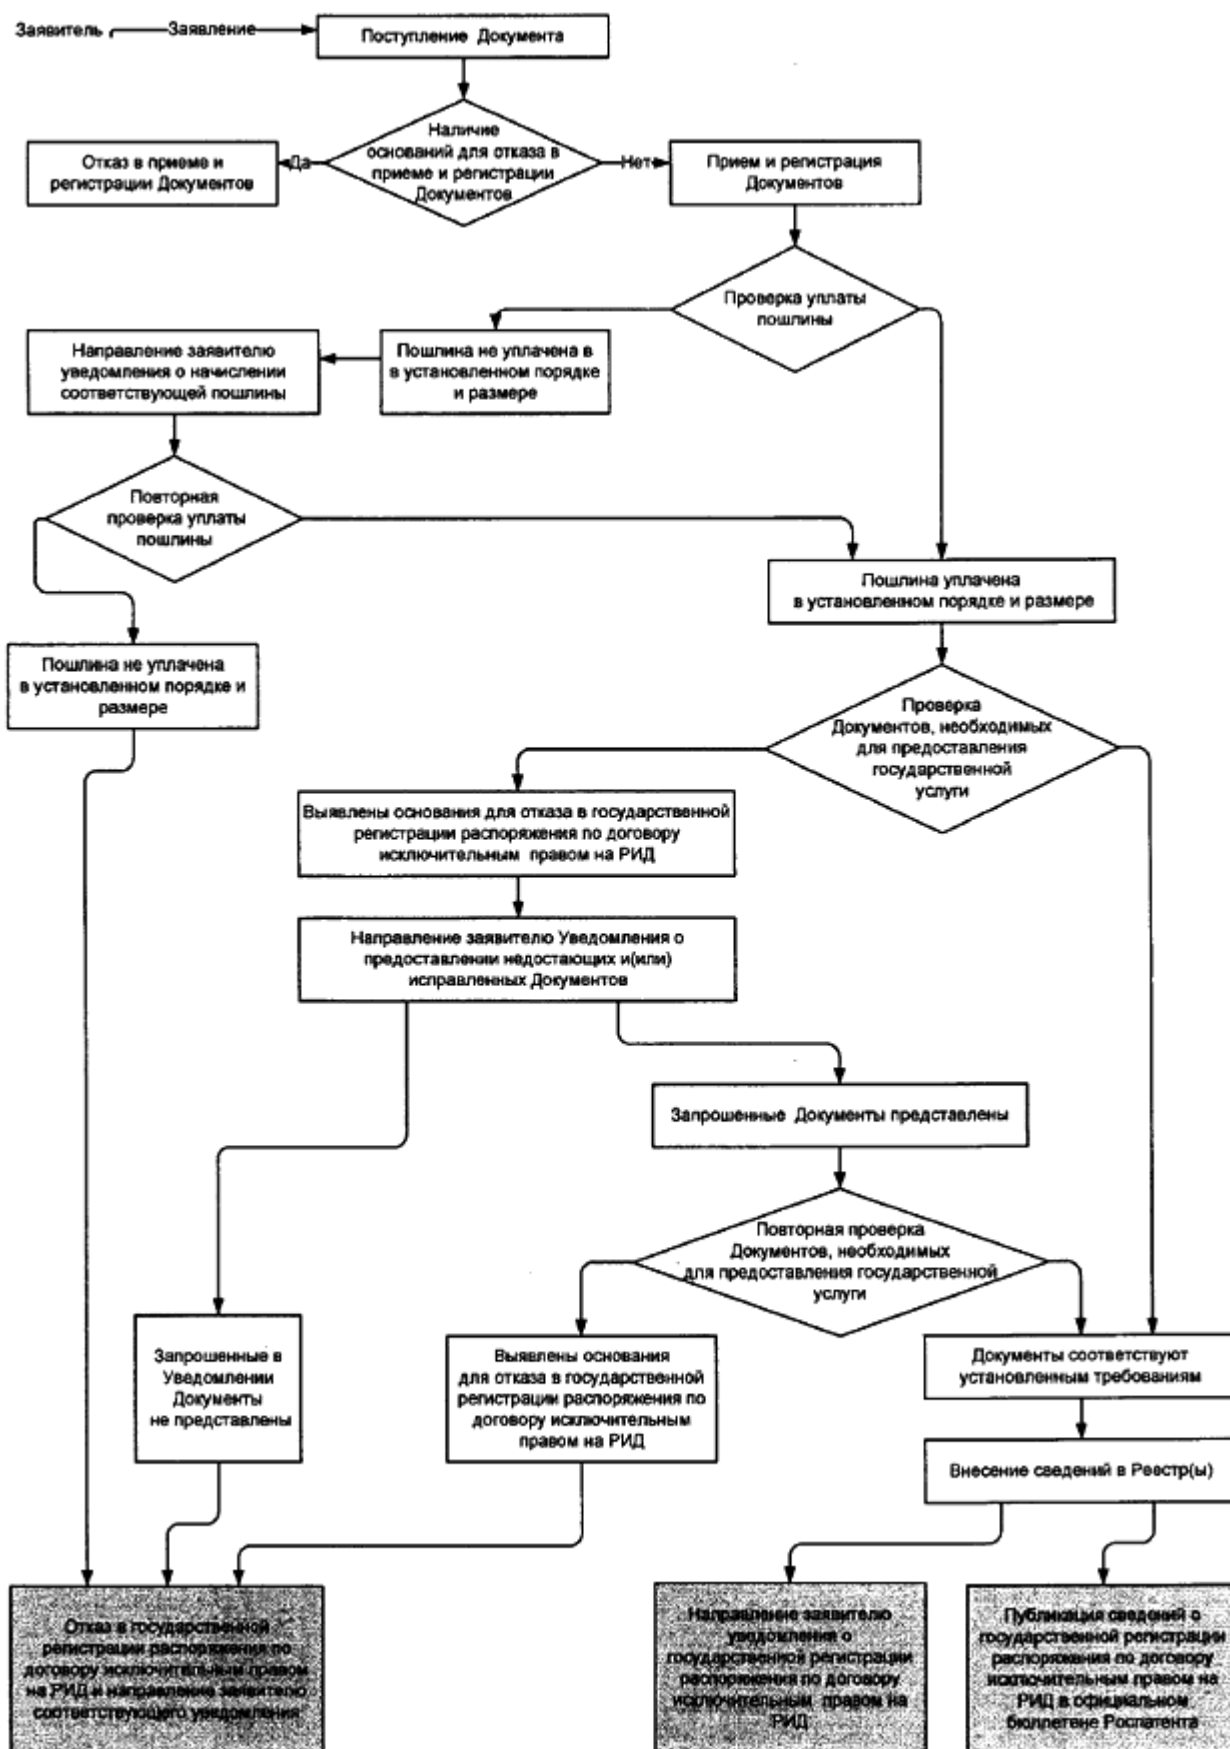 Заявитель
Заявление
Поступление Документа
Наличие
оснований для отказа в
приеме и регистрации
Документов
Да
Нет
Отказ в приеме и
регистрации Документов
Прием и регистрация
Документов
Проверка уплаты
пошлины
Направление заявителю
уведомления о начислении
соответствующей пошлины
Пошлина не уплачена в
в установленном порядке
и размере
Повторная
проверка уплаты
пошлины
Пошлина уплачена
в установленном порядке и размере
Пошлина не уплачена
в установленном порядке и
размере
Проверка
Документов, необходимых
для предоставления
государственной
услуги
Выявлены основания для отказа в государственной
регистрации распоряжения по договору
исключительным правом на РИД
Направление заявителю Уведомления о
предоставлении недостающих и(или)
исправленных Документов
Запрошенные Документы представлены
Повторная проверка
Документов, необходимых
для предоставления государственной
услуги
Запрошенные в
Уведомлении
Документы
не представлены
Выявлены основания
для отказа в государственной
регистрации распоряжения по
договору исключительным
правом на РИД
Документы соответствуют
установленным требованиям
Внесение сведений в Реестр(ы)
Отказ в государственной
регистрации распоряжения по
договору исключительным правом
на РИД и направление заявителю
соответствующего уведомления
Направление заявителю
уведомления о
государственной регистрации
распоряжения по договору
исключительным правом на
РИД
Публикация сведений о
государственной регистрации
распоряжения по договору
исключительным правом на
РИД в официальном
бюллетене Роспатента